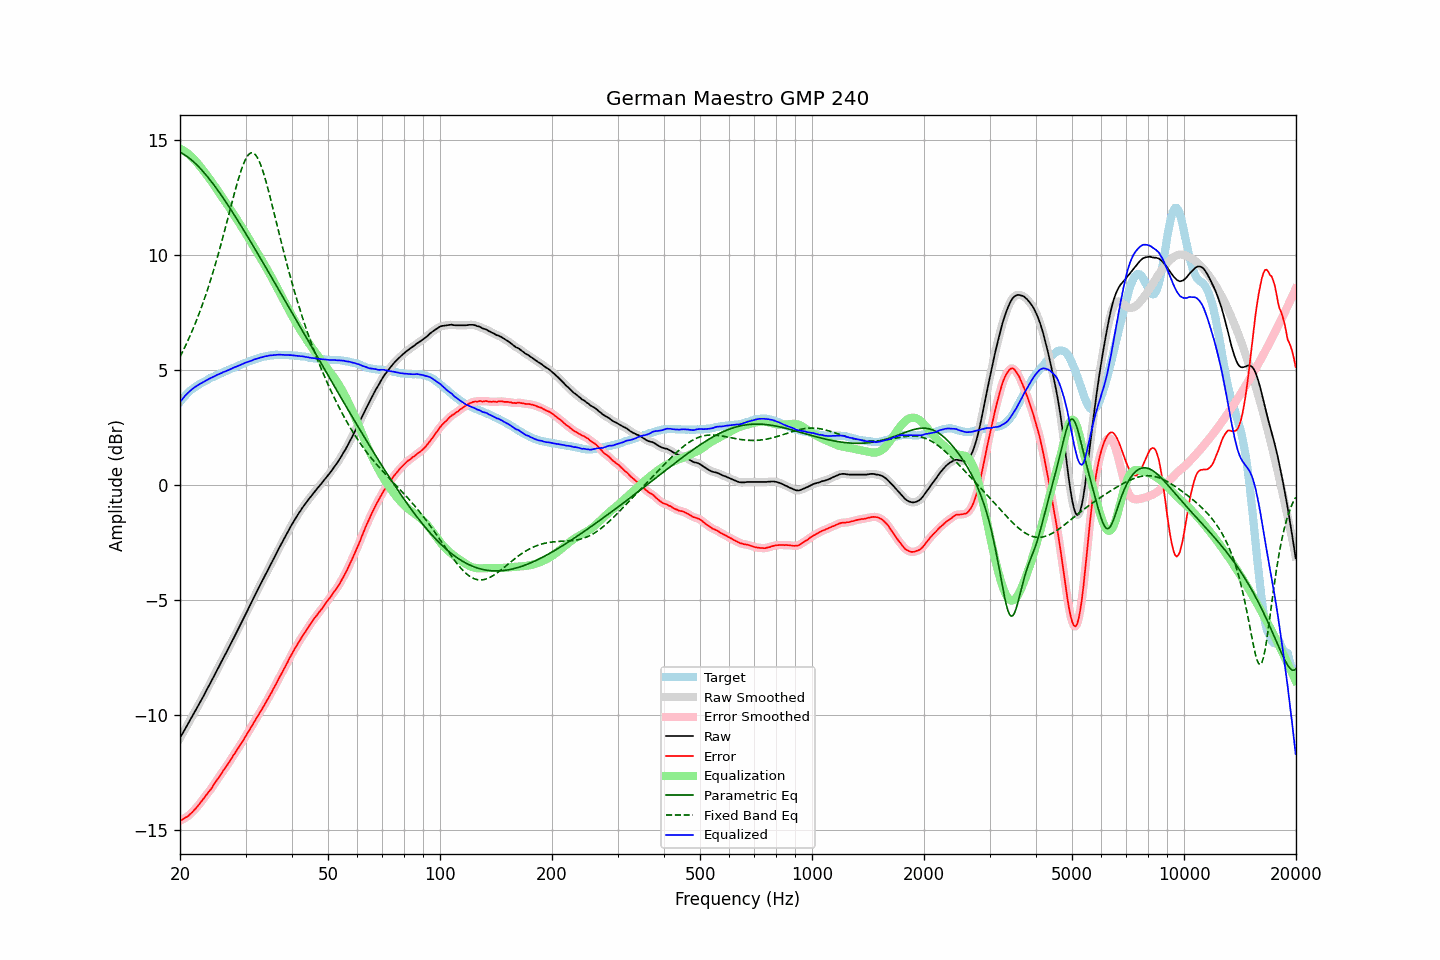 German Maestro GMP 240
15
10
5
0
−5
−10
−15
Amplitude (dBr)
20
50
100
200
500
1000
2000
5000
10000
20000
Frequency (Hz)
Target
Raw Smoothed
Error Smoothed
Raw
Error
Equalization
Parametric Eq
Fixed Band Eq
Equalized